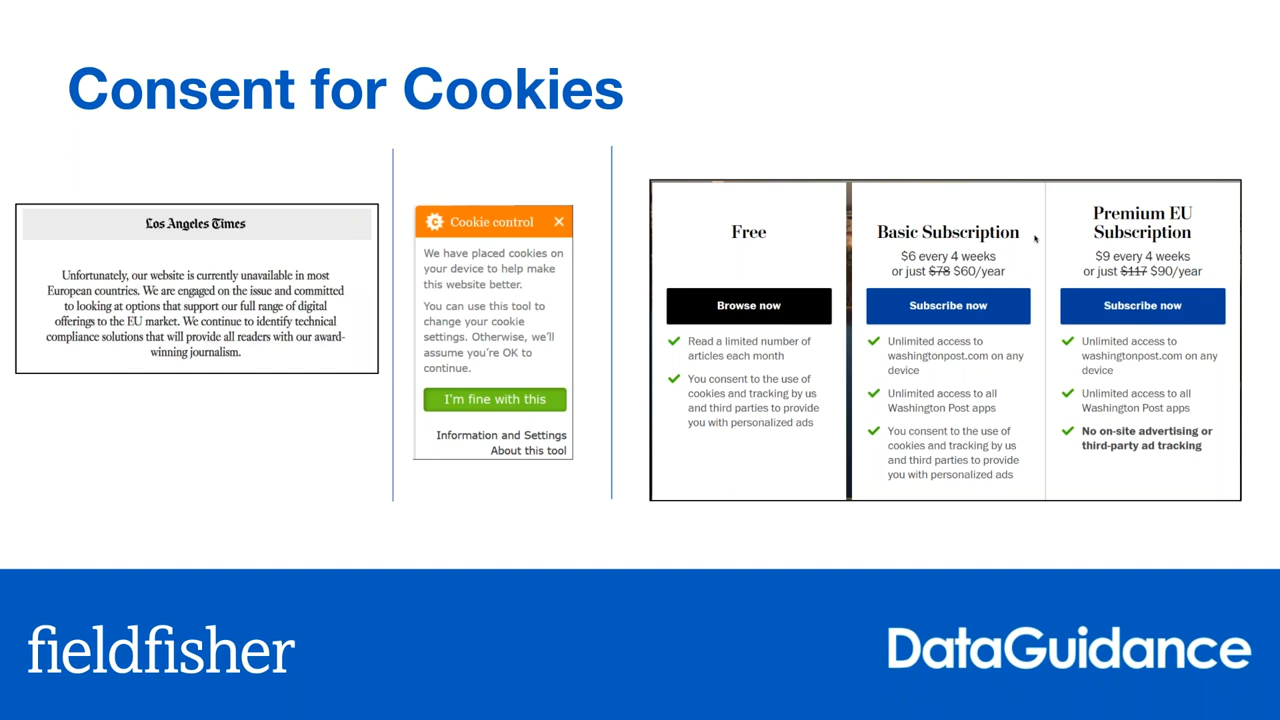 Consent for Cookies
Los Angeles Times
Unfortunately, our website is currently unavailable in most
European countries. We are engaged on the issue and committed
to looking at options that support our full range of digital
offerings to the EU market. We continue to identify technical
compliance solutions that will provide all readers with our award-
winning journalism.
Cookie control
We have placed cookies on
your device to help make
this website better.
You can use this tool to
change your cookie
settings. Otherwise, we'll
assume you're OK to
continue.
I'm fine with this
Information and Settings
About this tool
Free
Browse now
Read a limited number of
articles each month
You consent to the use of
cookies and tracking by us
and third parties to provide
you with personalized ads
Basic Subscription
$6 every 4 weeks
or just $78 $60/year
Subscribe now
Unlimited access to
washingtonpost.com on any
device
Unlimited access to all
Washington Post apps
You consent to the use of
cookies and tracking by us
and third parties to provide
you with personalized ads
Premium EU
Subscription
$9 every 4 weeks
or just $117 $90/year
Subscribe now
Unlimited access to
washingtonpost.com on any
device
Unlimited access to all
Washington Post apps
No on-site advertising or
third-party ad tracking
fieldfisher
DataGuidance